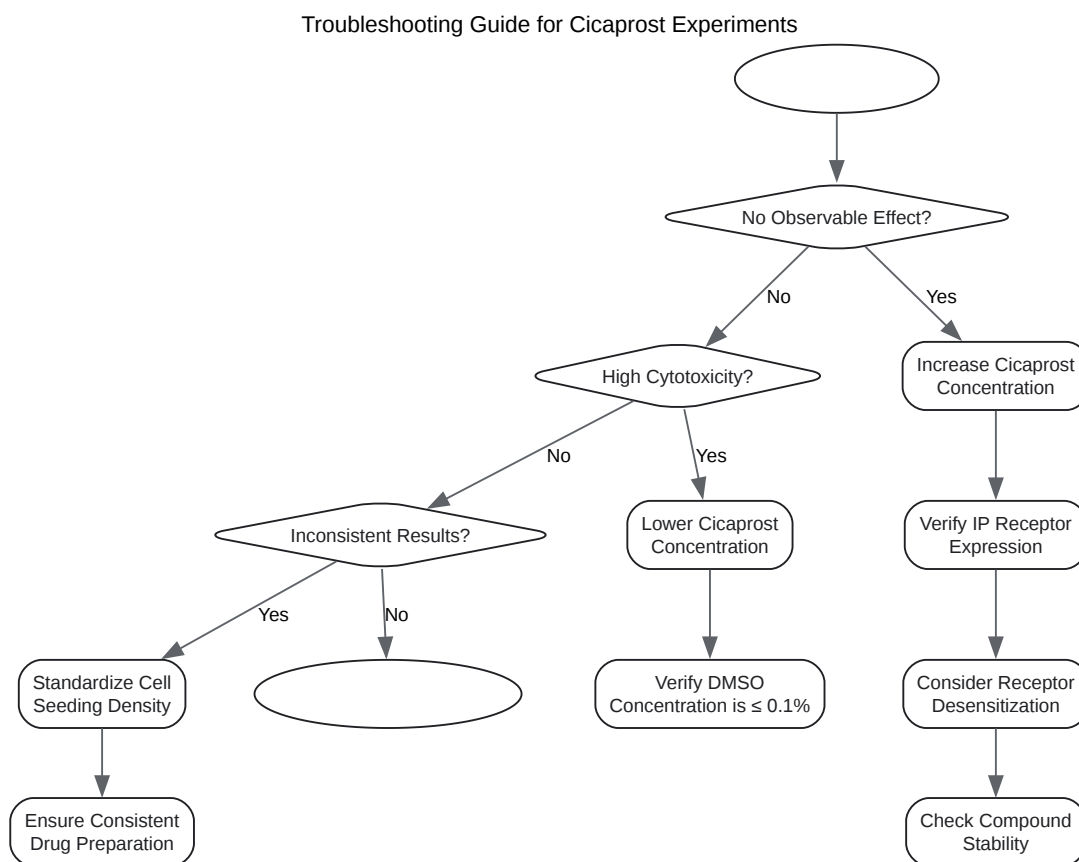 Troubleshooting Guide for Cicaprost Experiments
No Observable Effect?
No
Yes
High Cytotoxicity?
Increase Cicaprost
Concentration
No
Yes
Inconsistent Results?
Lower Cicaprost
Concentration
Verify IP Receptor
Expression
Yes
No
Standardize Cell
Seeding Density
Verify DMSO
Concentration is ≤ 0.1%
Consider Receptor
Desensitization
Ensure Consistent
Drug Preparation
Check Compound
Stability